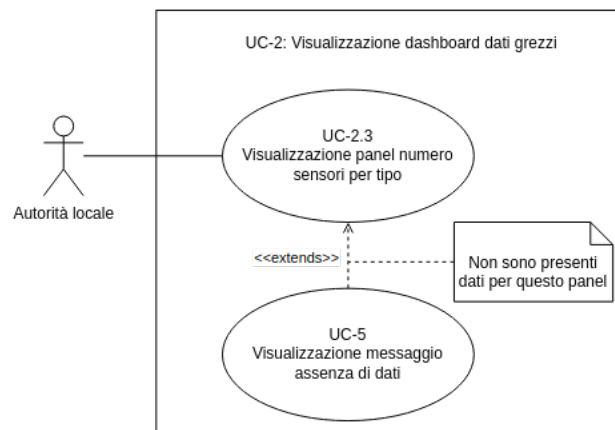 UC-2: Visualizzazione dashboard dati grezzi
UC-2.3
Visualizzazione panel numero
sensori per tipo
Autorità locale
<<extends>>
Non sono presenti
dati per questo panel
UC-5
Visualizzazione messaggio
assenza di dati